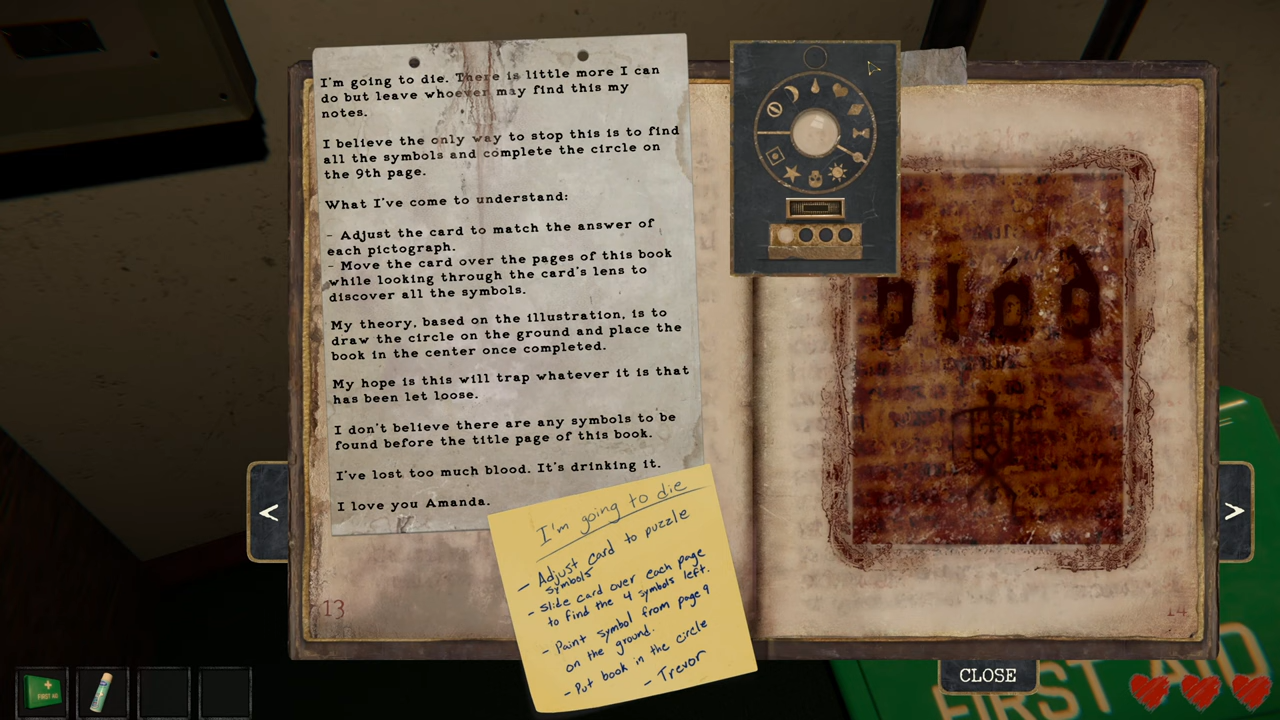 I'm going to die. There is little more I can
do but leave whoever may find this my
notes.
I believe the only way to stop this is to find
all the symbols and complete the circle on
the 9th page.
What I've come to understand:
- Adjust the card to match the answer of
each pictograph.
- Move the card over the pages of this book
while looking through the card's lens to
discover all the symbols.
My theory, based on the illustration, is to
draw the circle on the ground and place the
book in the center once completed.
My hope is this will trap whatever it is that
has been let loose.
I don't believe there are any symbols to be
found before the title page of this book.
I've lost too much blood. It's drinking it.
I love you Amanda.
I'm going to die
- Adjust card to puzzle
symbols
- Slide card over each page
to find the 4 symbols left.
- Paint symbol from page 9
on the ground.
- Put book in the circle
- Trevor
13
14
<
>
CLOSE
FIRST AID
FIRST AID